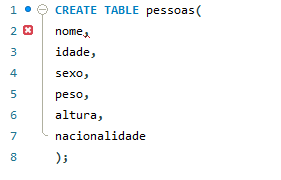 1 CREATE TABLE pessoas(
2 nome,
3 idade,
4 sexo,
5 peso,
6 altura,
7 nacionalidade
8 );